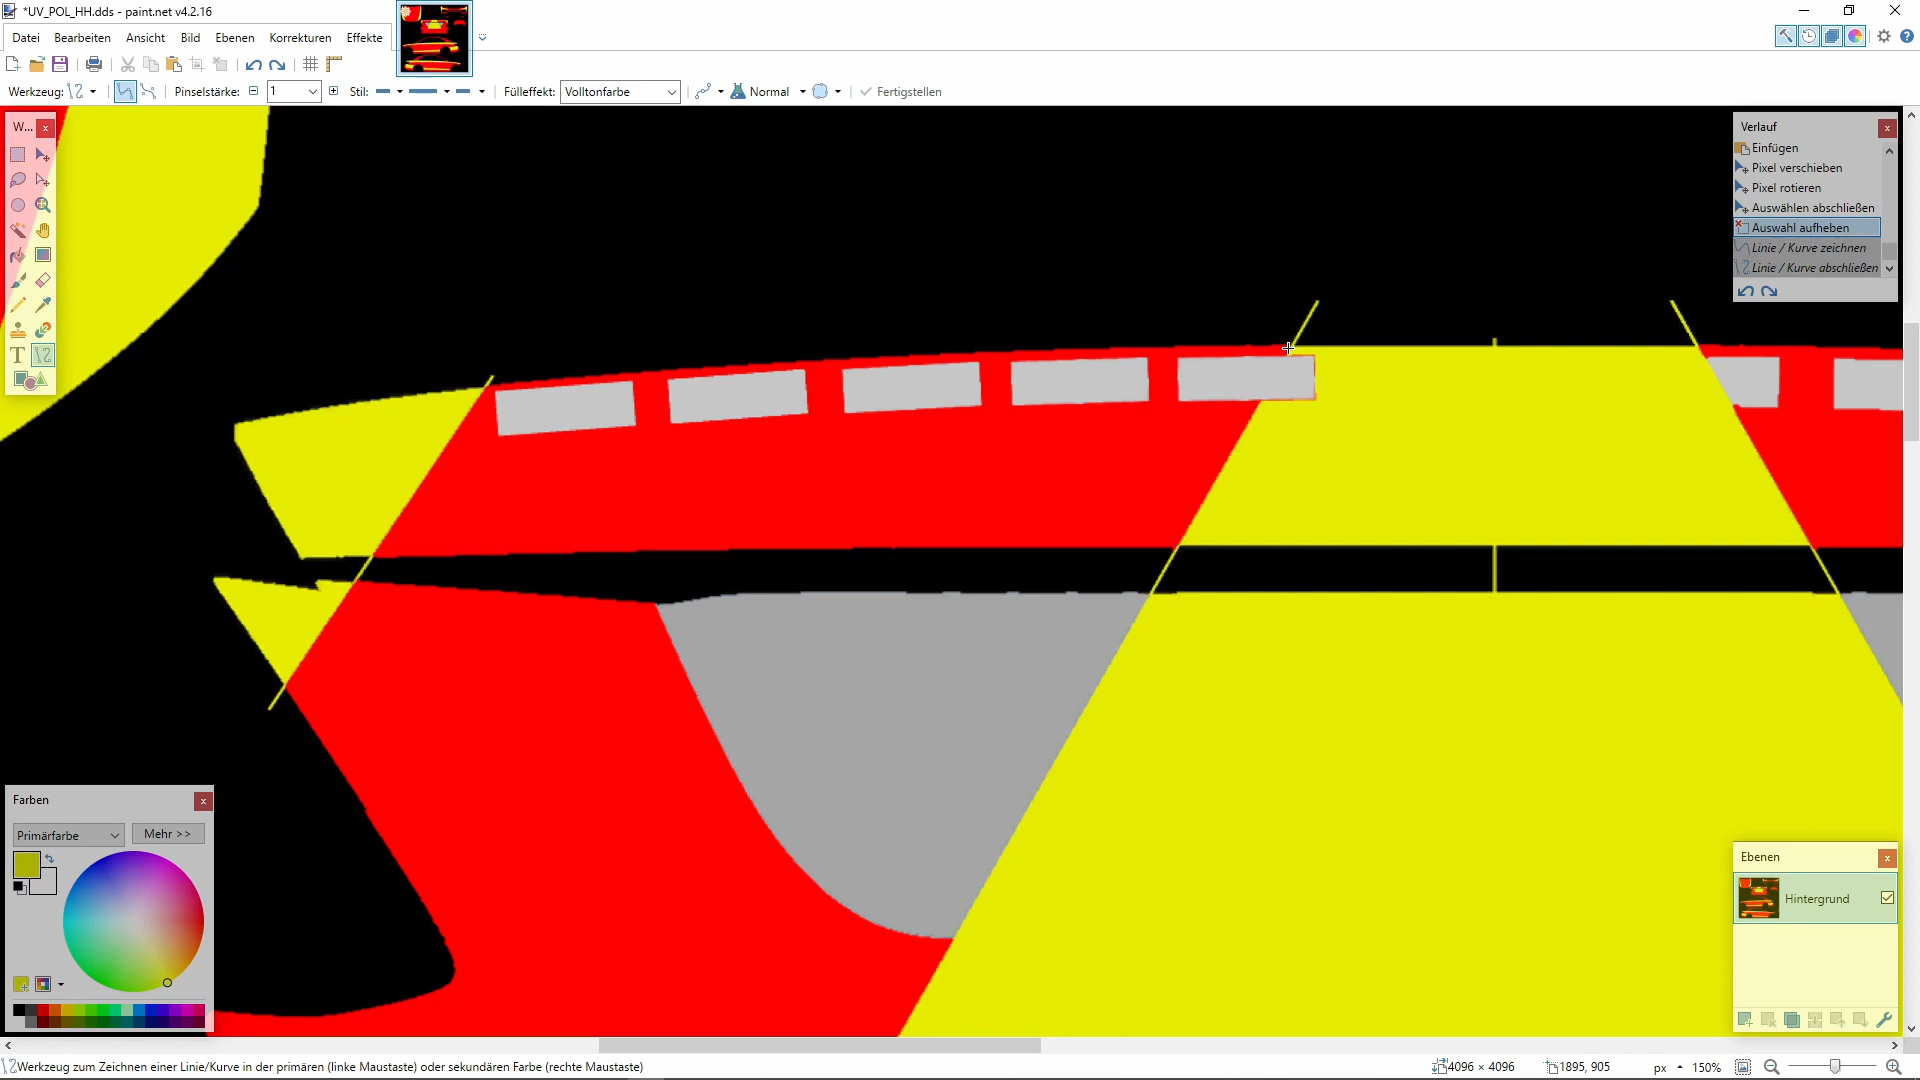 *UV_POL_HH.dds - paint.net v4.2.16
Datei Bearbeiten Ansicht Bild Ebenen Korrekturen Effekte
Werkzeug: Pinselstärke: 1 Stil: Fülleffekt: Volltonfarbe Normal Fertigstellen
W...
Verlauf
Einfügen
Pixel verschieben
Pixel rotieren
Auswählen abschließen
Auswahl aufheben
Linie / Kurve zeichnen
Linie / Kurve abschließen
Farben
Primärfarbe Mehr >>
Ebenen
Hintergrund
Werkzeug zum Zeichnen einer Linie/Kurve in der primären (linke Maustaste) oder sekundären Farbe (rechte Maustaste) 4096 × 4096 1895, 905 px 150%